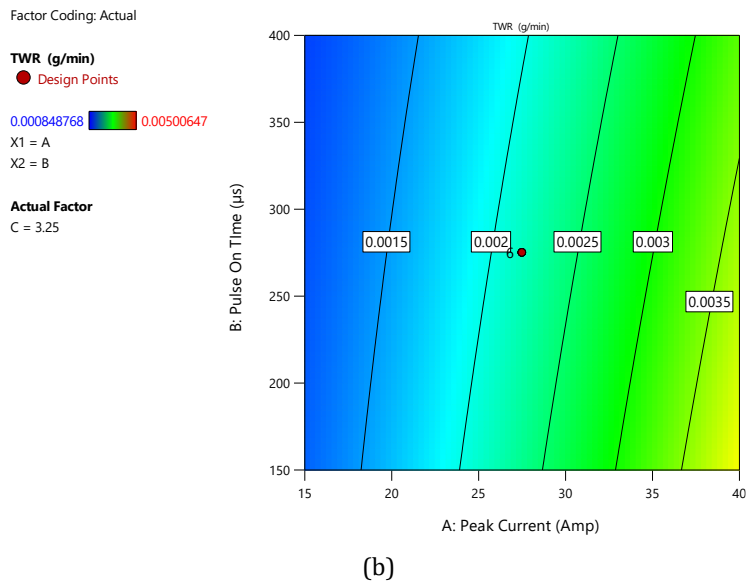 Factor Coding: Actual
TWR (g/min)
Design Points
0.000848768 0.00500647
X1 = A
X2 = B
Actual Factor
C = 3.25
TWR (g/min)
B: Pulse On TIme (µs)
400
350
300
250
200
150
0.0015
0.002
6
0.0025
0.003
0.0035
15 20 25 30 35 40
A: Peak Current (Amp)
(b)